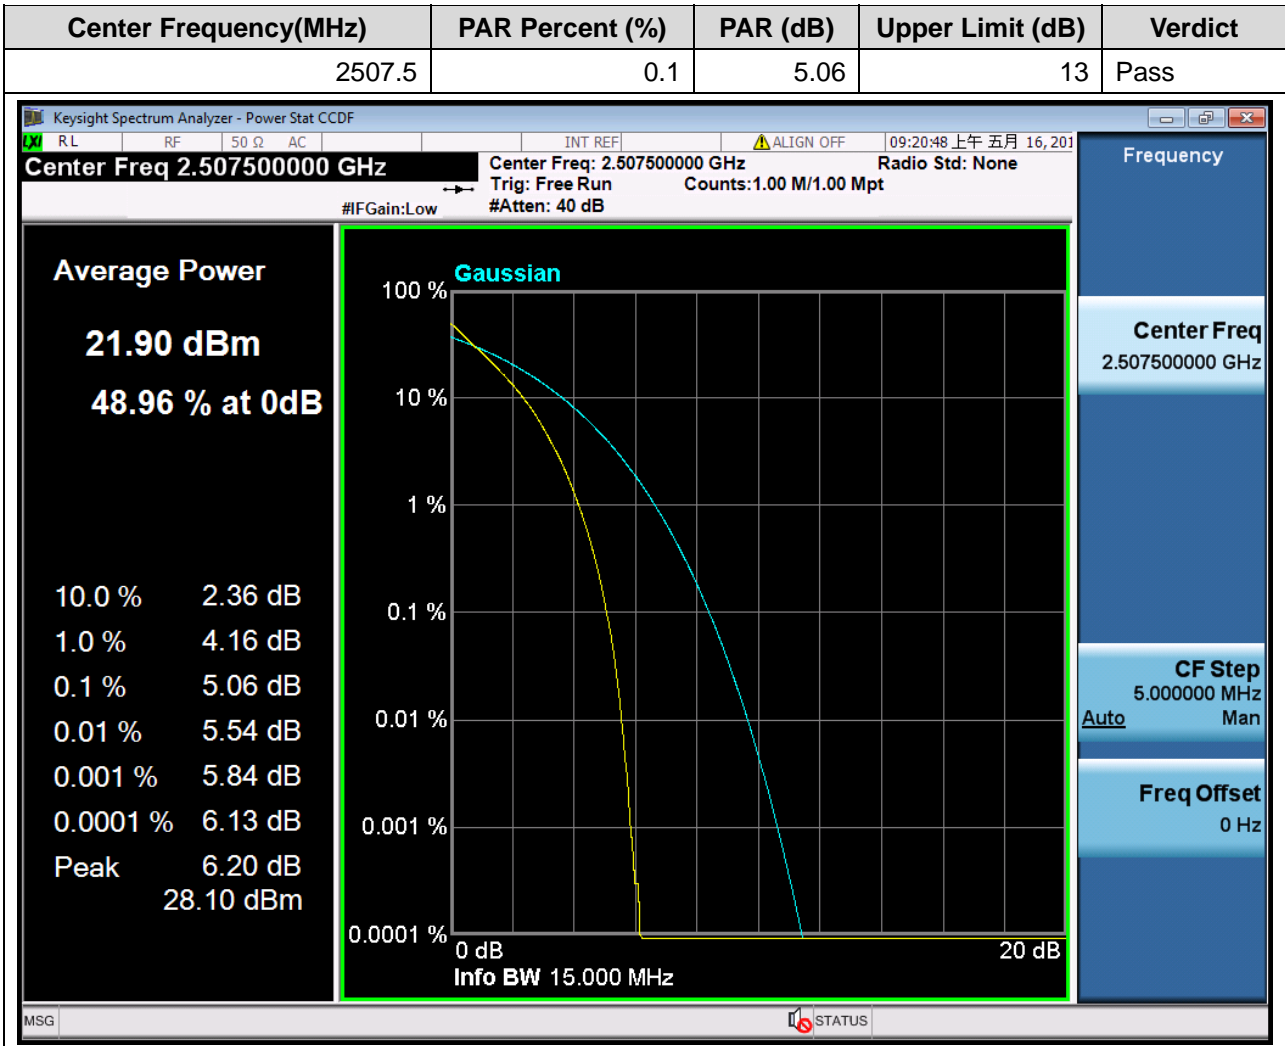 Center Frequency(MHz) PAR Percent (%) PAR (dB) Upper Limit (dB) Verdict
2507.5 0.1 5.06 13 Pass
Keysight Spectrum Analyzer - Power Stat CCDF
LXI RL RF 50 Ω AC INT REF ALIGN OFF 09:20:48 上午 五月 16, 201
Center Freq 2.507500000 GHz
Center Freq: 2.507500000 GHz Radio Std: None
Trig: Free Run Counts:1.00 M/1.00 Mpt
#IFGain:Low #Atten: 40 dB
Frequency
Average Power
21.90 dBm
48.96 % at 0dB
10.0 % 2.36 dB
1.0 % 4.16 dB
0.1 % 5.06 dB
0.01 % 5.54 dB
0.001 % 5.84 dB
0.0001 % 6.13 dB
Peak 6.20 dB
28.10 dBm
Gaussian
100 %
10 %
1 %
0.1 %
0.01 %
0.001 %
0.0001 %
0 dB 20 dB
Info BW 15.000 MHz
Center Freq
2.507500000 GHz
CF Step
5.000000 MHz
Auto Man
Freq Offset
0 Hz
MSG STATUS